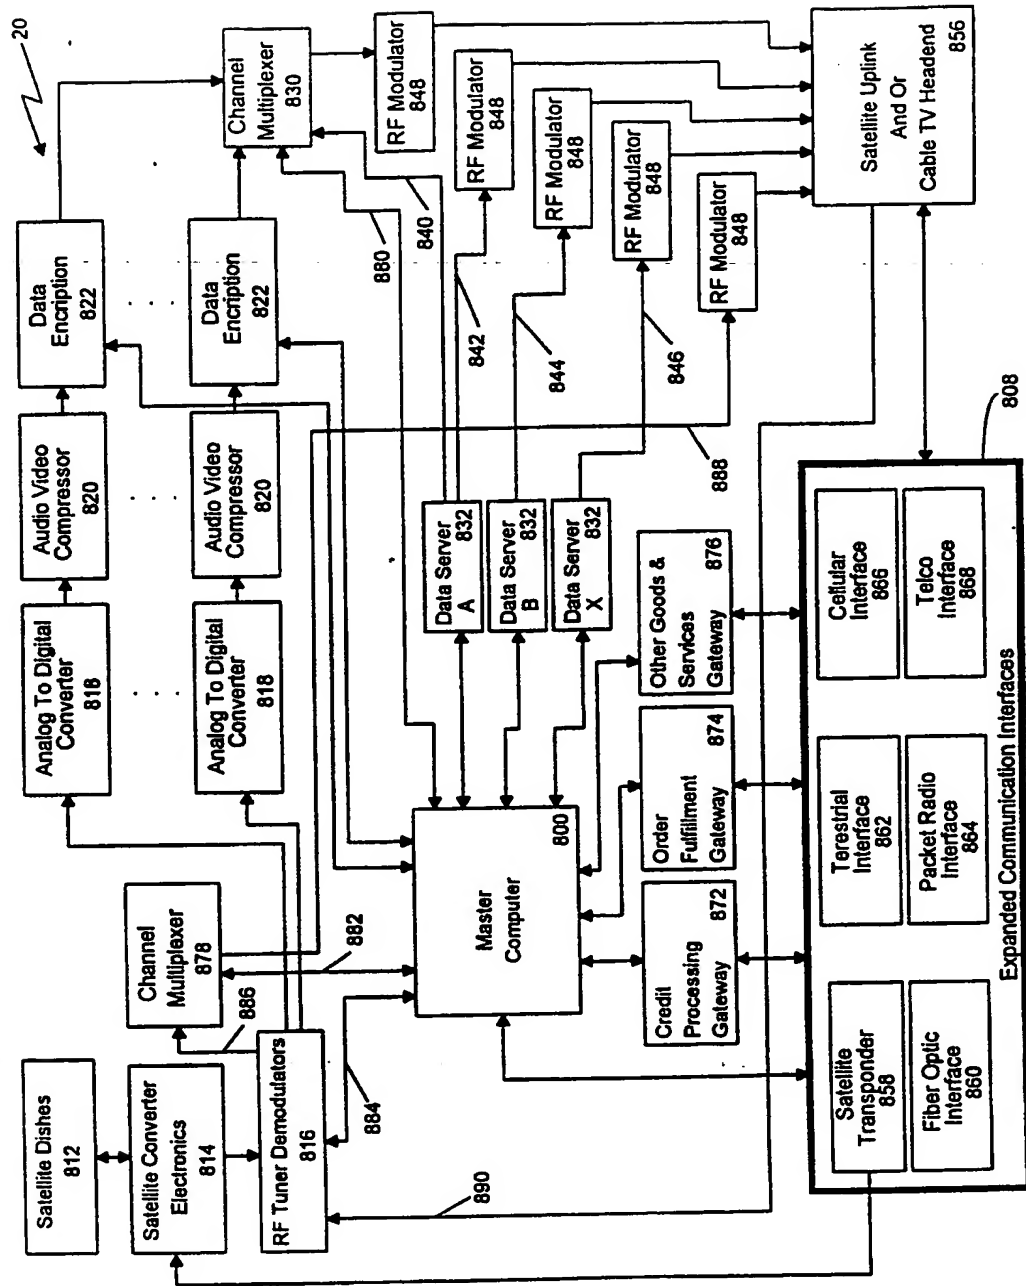 20
Satellite Dishes
812
Satellite Converter
Electronics
814
RF Tuner Demodulators
816
Channel
Multiplexer
878
886
882
884
890
Analog To Digital
Converter
818
Analog To Digital
Converter
818
Audio Video
Compressor
820
Audio Video
Compressor
820
Data
Encription
822
Data
Encription
822
Channel
Multiplexer
830
RF Modulator
848
RF Modulator
848
RF Modulator
848
RF Modulator
848
RF Modulator
848
880
840
842
844
846
888
Master
Computer
800
Data Server
A 832
Data Server
B 832
Data Server
X 832
Credit
Processing
Gateway
872
Order
Fulfillment
Gateway
874
Other Goods &
Services
Gateway
876
Satellite Uplink
And Or
Cable TV Headend
856
808
Satellite
Transponder
858
Fiber Optic
Interface
860
Terestrial
Interface
862
Packet Radio
Interface
864
Cellular
Interface
866
Telco
Interface
868
Expanded Communication Interfaces